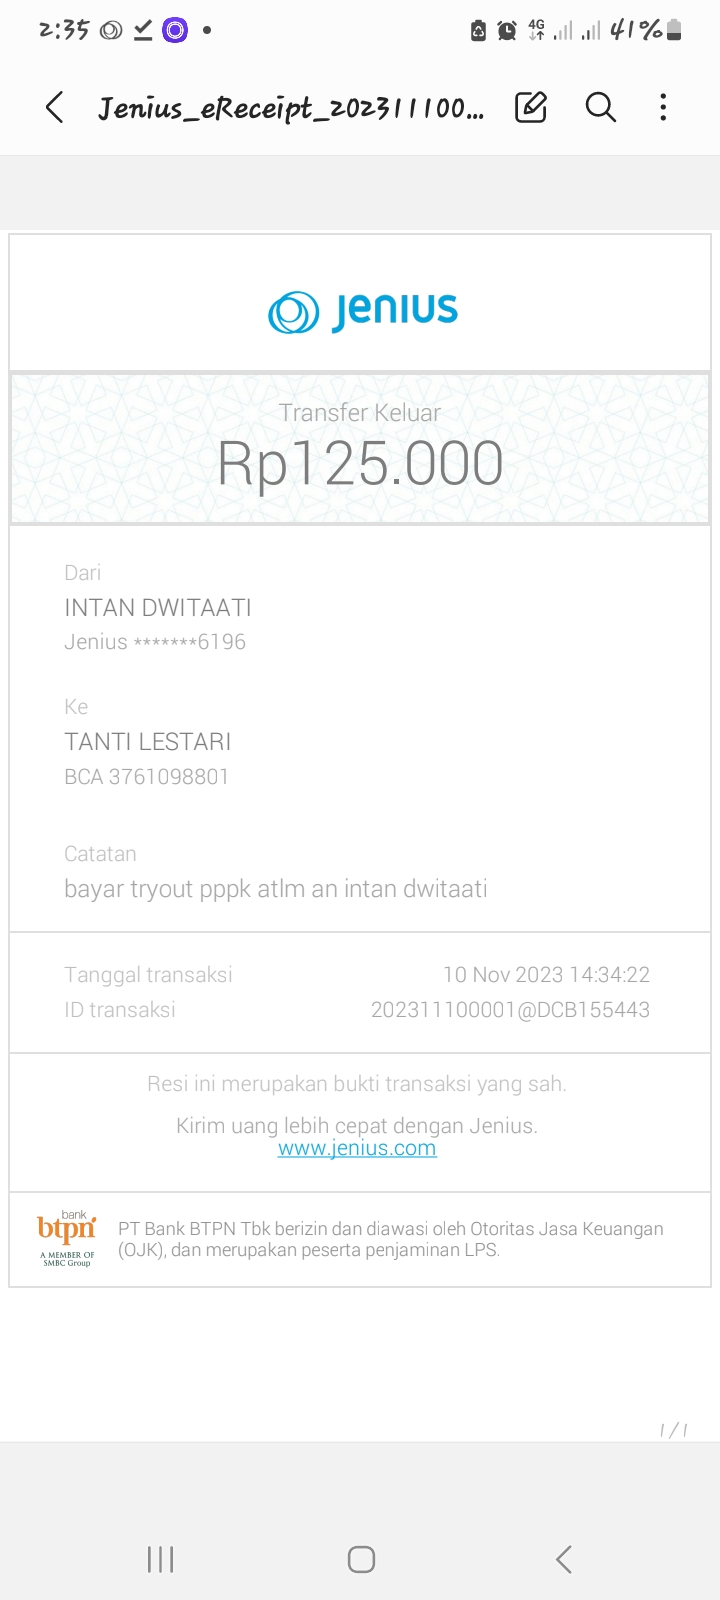 2:35 41%
4G
Jenius_eReceipt_202311100...
Jenius
Transfer Keluar
Rp125.000
Dari
INTAN DWITAATI
Jenius *******6196
Ke
TANTI LESTARI
BCA 3761098801
Catatan
bayar tryout pppk atlm an intan dwitaati
Tanggal transaksi 10 Nov 2023 14:34:22
ID transaksi 202311100001@DCB155443
Resi ini merupakan bukti transaksi yang sah.
Kirim uang lebih cepat dengan Jenius.
www.jenius.com
bank
btpn
A MEMBER OF
SMBC Group
PT Bank BTPN Tbk berizin dan diawasi oleh Otoritas Jasa Keuangan
(OJK), dan merupakan peserta penjaminan LPS.
1/1